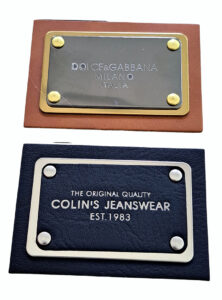 DOLCE&GABBANA
MILANO
ITALIA
THE ORIGINAL QUALITY
COLIN'S JEANSWEAR
EST.1983